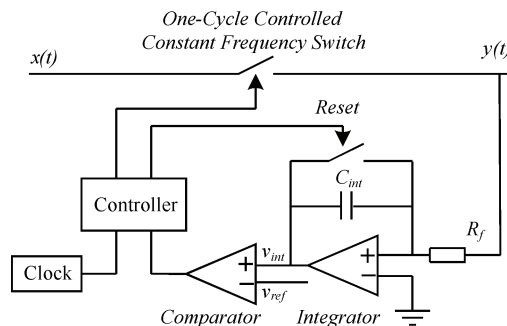 One-Cycle Controlled
Constant Frequency Switch
x(t)
y(t)
Reset
C_int
Controller
R_f
Clock
v_int
+
−
v_ref
+
−
Comparator
Integrator